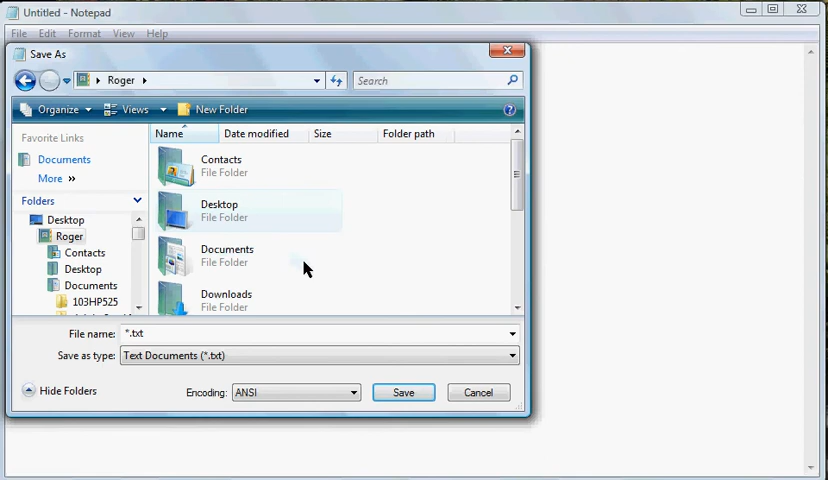 Untitled - Notepad
File Edit Format View Help
Save As
Roger
Search
Organize Views New Folder
Favorite Links
Documents
More »
Folders
Desktop
Roger
Contacts
Desktop
Documents
103HP525
Name Date modified Size Folder path
Contacts
File Folder
Desktop
File Folder
Documents
File Folder
Downloads
File Folder
File name: *.txt
Save as type: Text Documents (*.txt)
Hide Folders
Encoding: ANSI
Save Cancel